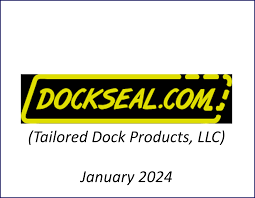 DOCKSEAL.COM
(Tailored Dock Products, LLC)
January 2024